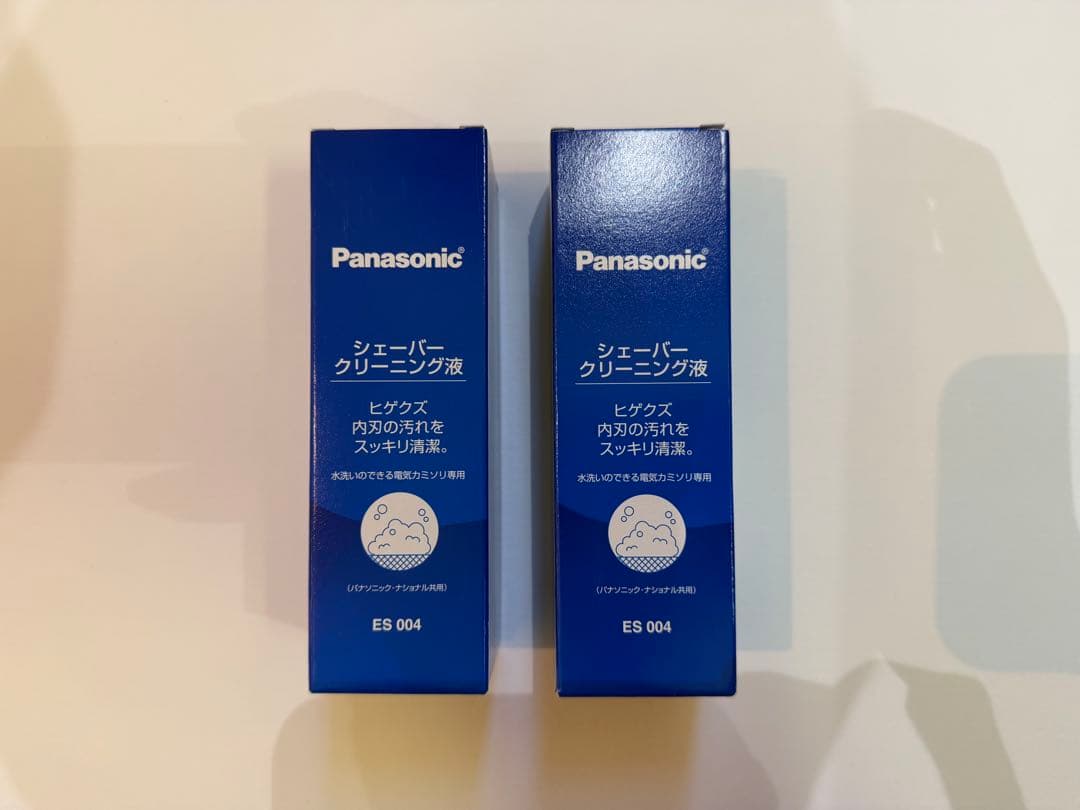 Panasonic®
シェーバー
クリーニング液
ヒゲクズ
内刃の汚れを
スッキリ清潔。
水洗いのできる電気カミソリ専用
(パナソニック・ナショナル共用)
ES 004
Panasonic®
シェーバー
クリーニング液
ヒゲクズ
内刃の汚れを
スッキリ清潔。
水洗いのできる電気カミソリ専用
(パナソニック・ナショナル共用)
ES 004